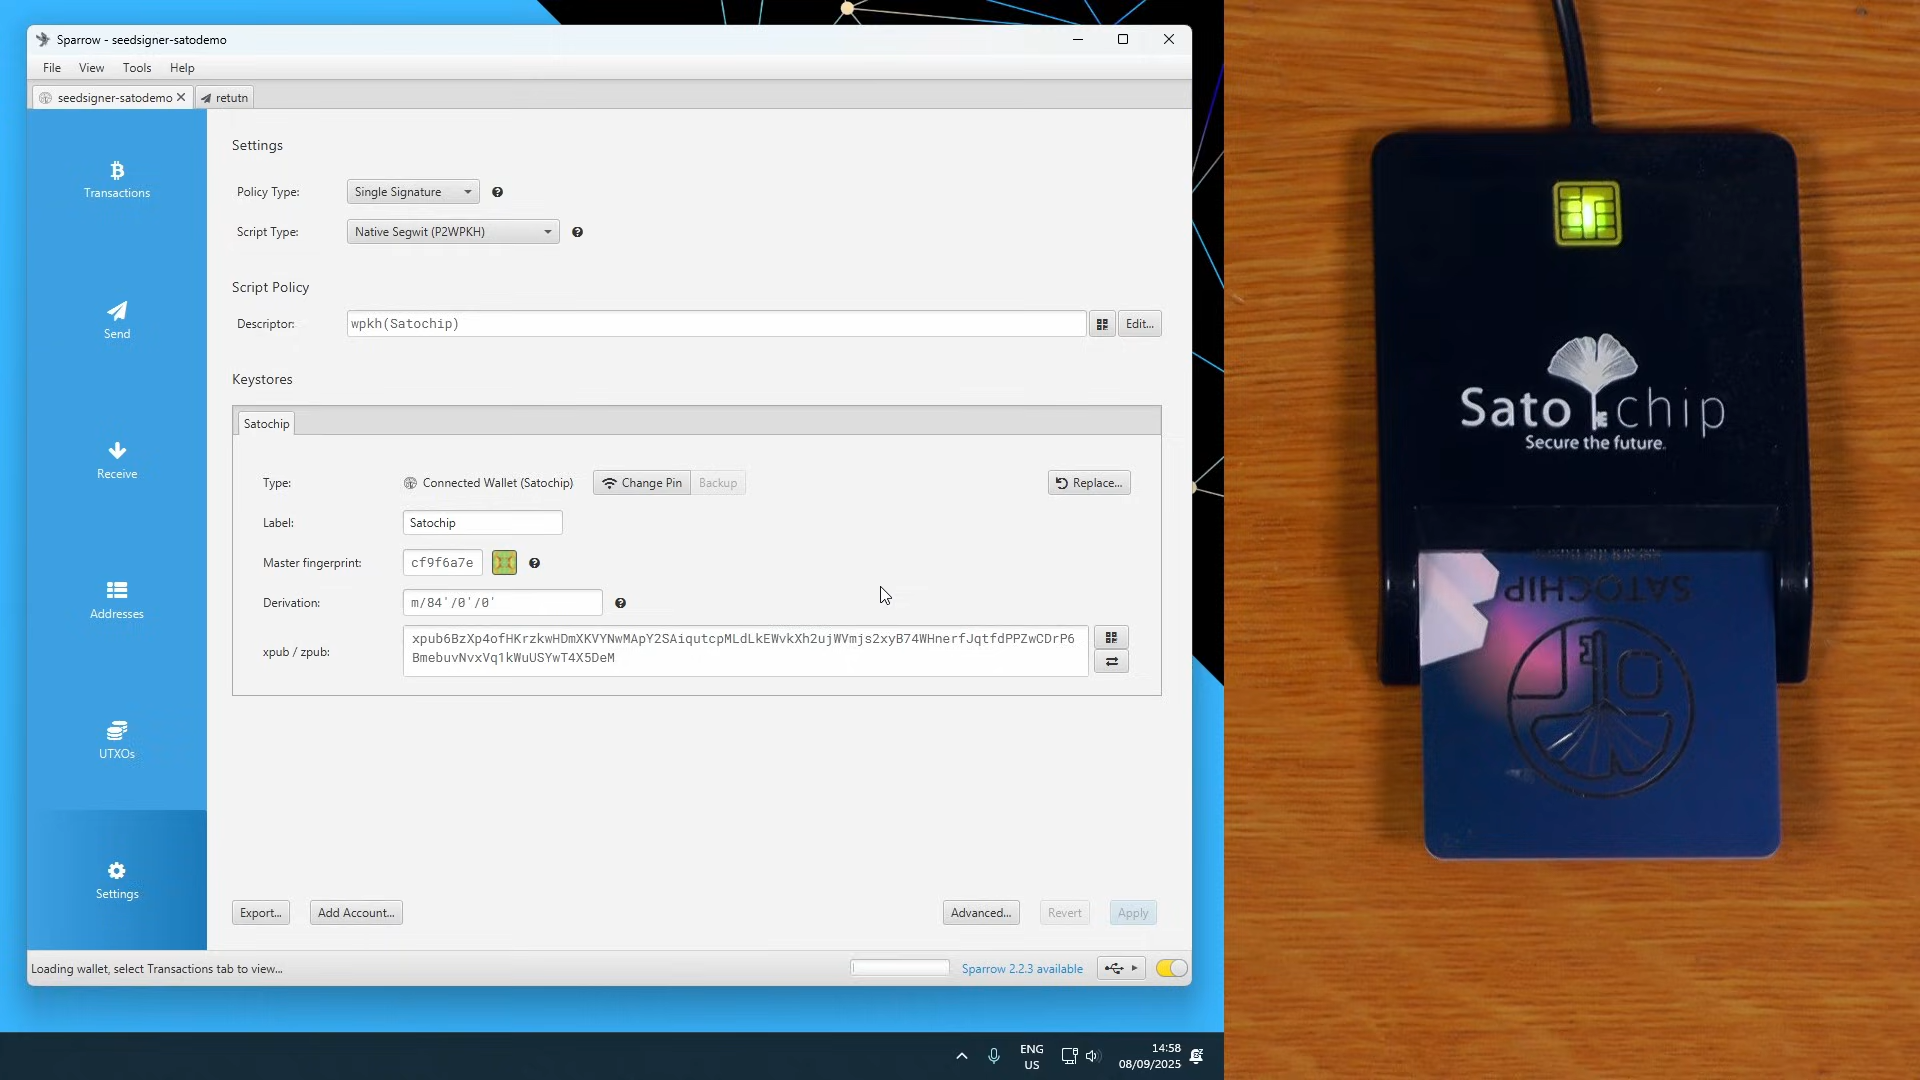 Sparrow - seedsigner-satodemo
File View Tools Help
seedsigner-satodemo retutn
Transactions
Send
Receive
Addresses
UTXOs
Settings
Settings
Policy Type: Single Signature
Script Type: Native Segwit (P2WPKH)
Script Policy
Descriptor: wpkh(Satochip) Edit...
Keystores
Satochip
Type: Connected Wallet (Satochip) Change Pin Backup Replace...
Label: Satochip
Master fingerprint: cf9f6a7e
Derivation: m/84'/0'/0'
xpub / zpub: xpub6BzXp4ofHKrzkwHDmXKVYNwMApY2SAiqutcpMLdLkEWvkXh2ujWVmjs2xyB74WHnerfJqtfdPPZwCDrP6
BmebuvNvxVq1kWuUSYwT4X5DeM
Export... Add Account... Advanced... Revert Apply
Loading wallet, select Transactions tab to view... Sparrow 2.2.3 available
ENG
US
14:58
08/09/2025
Sato chip
Secure the future.
SATOCHIP